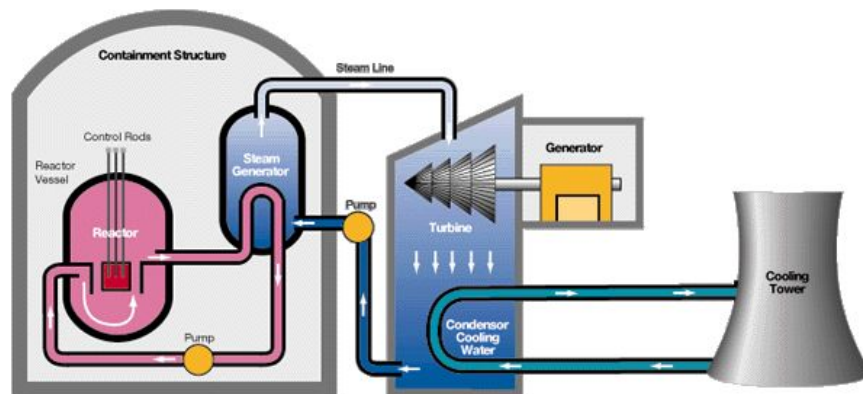 Containment Structure
Steam Line
Control Rods
Reactor
Vessel
Steam
Generator
Generator
Pump
Reactor
Turbine
Cooling
Tower
Pump
Condensor
Cooling
Water